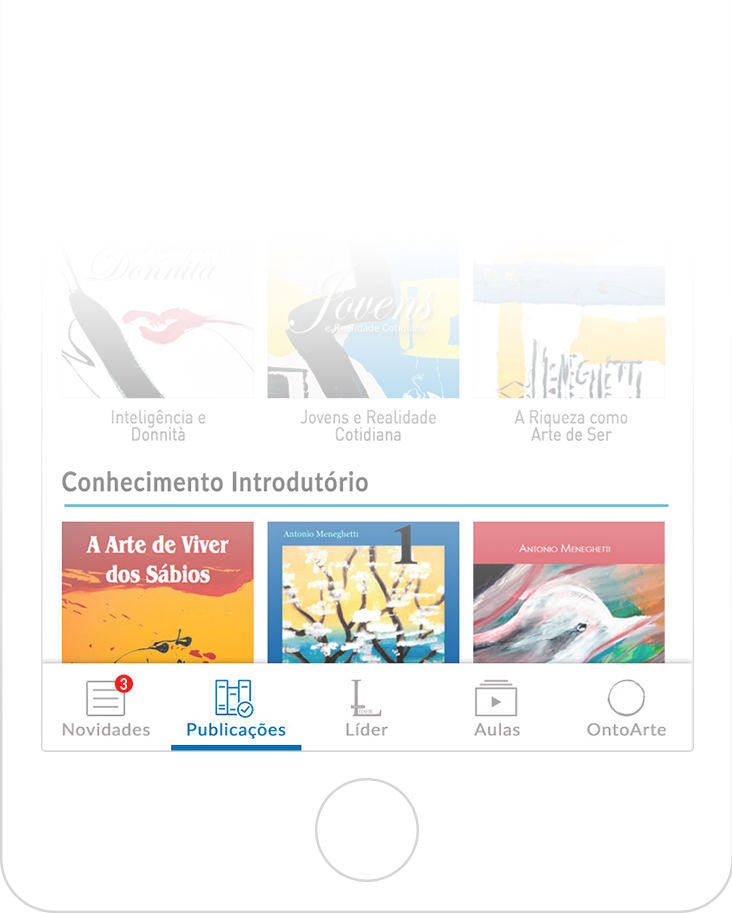 Donnità
Jovens
e Realidade Cotidiana
MENEGHETTI
Inteligência e
Donnità
Jovens e Realidade
Cotidiana
A Riqueza como
Arte de Ser
Conhecimento Introdutório
A Arte de Viver
dos Sábios
Antonio Meneghetti
1
ANTONIO MENEGHETTI
3
Novidades
Publicações
Líder
Aulas
OntoArte